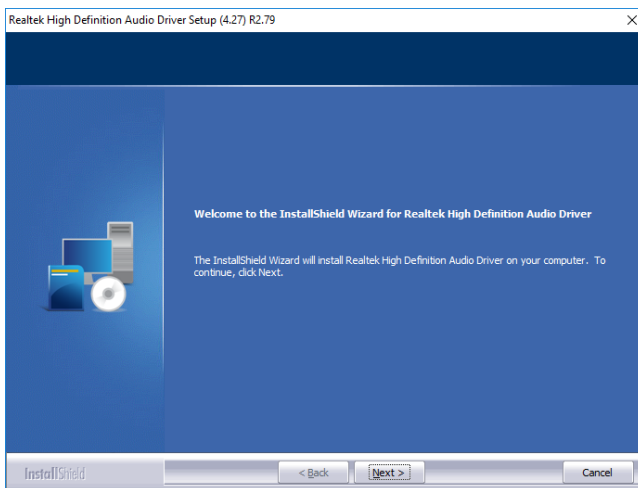 Realtek High Definition Audio Driver Setup (4.27) R2.79
Welcome to the InstallShield Wizard for Realtek High Definition Audio Driver
The InstallShield Wizard will install Realtek High Definition Audio Driver on your computer. To
continue, click Next.
InstallShield
< Back
Next >
Cancel